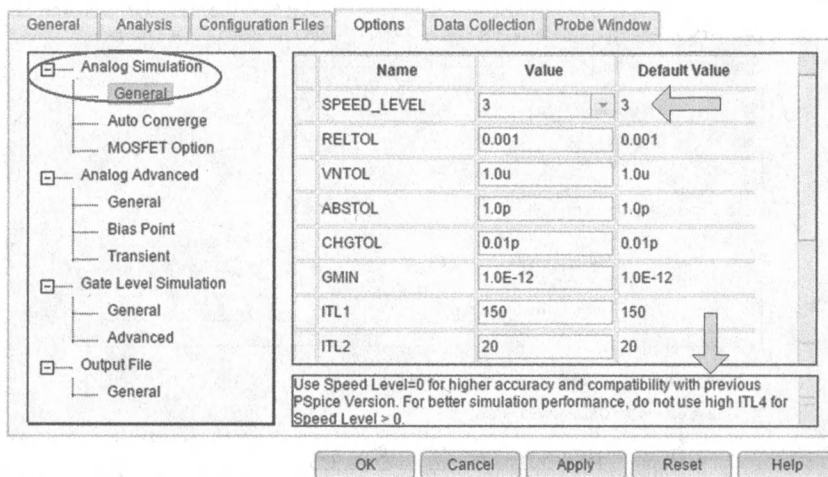 General Analysis Configuration Files Options Data Collection Probe Window
Analog Simulation
General
Auto Converge
MOSFET Option
Analog Advanced
General
Bias Point
Transient
Gate Level Simulation
General
Advanced
Output File
General
Name Value Default Value
SPEED_LEVEL 3 3
RELTOL 0.001 0.001
VNTOL 1.0u 1.0u
ABSTOL 1.0p 1.0p
CHGTOL 0.01p 0.01p
GMIN 1.0E-12 1.0E-12
ITL1 150 150
ITL2 20 20
Use Speed Level=0 for higher accuracy and compatibility with previous
PSpice Version. For better simulation performance, do not use high ITL4 for
Speed Level > 0.
OK Cancel Apply Reset Help